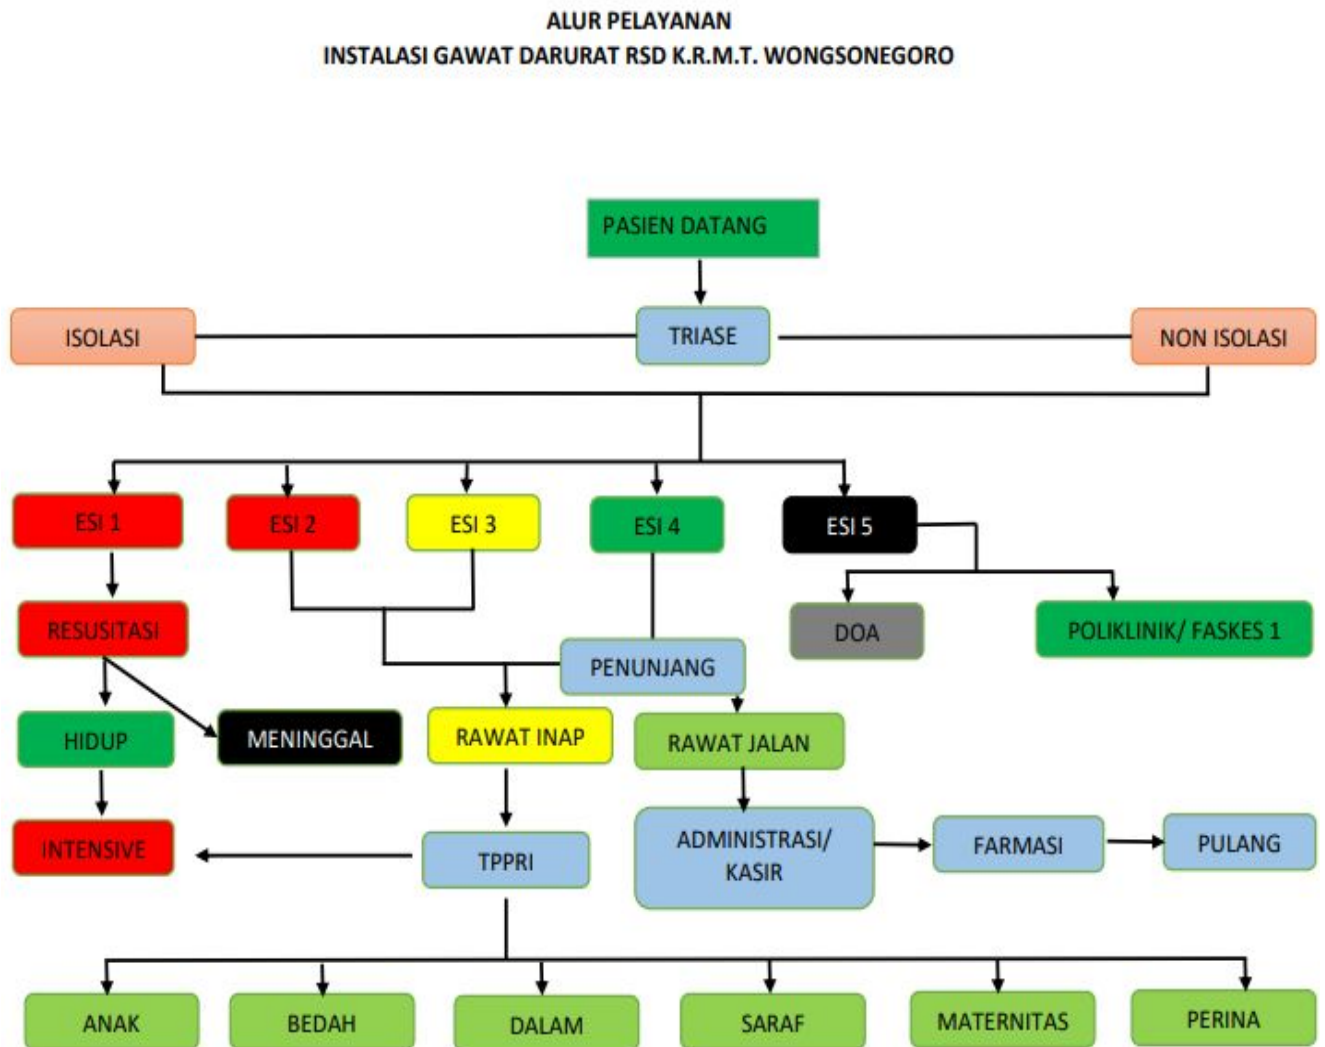 ALUR PELAYANAN
INSTALASI GAWAT DARURAT RSD K.R.M.T. WONGSONEGORO
PASIEN DATANG
ISOLASI
TRIASE
NON ISOLASI
ESI 1
ESI 2
ESI 3
ESI 4
ESI 5
RESUSITASI
DOA
POLIKLINIK/ FASKES 1
PENUNJANG
HIDUP
MENINGGAL
RAWAT INAP
RAWAT JALAN
INTENSIVE
TPPRI
ADMINISTRASI/
KASIR
FARMASI
PULANG
ANAK
BEDAH
DALAM
SARAF
MATERNITAS
PERINA